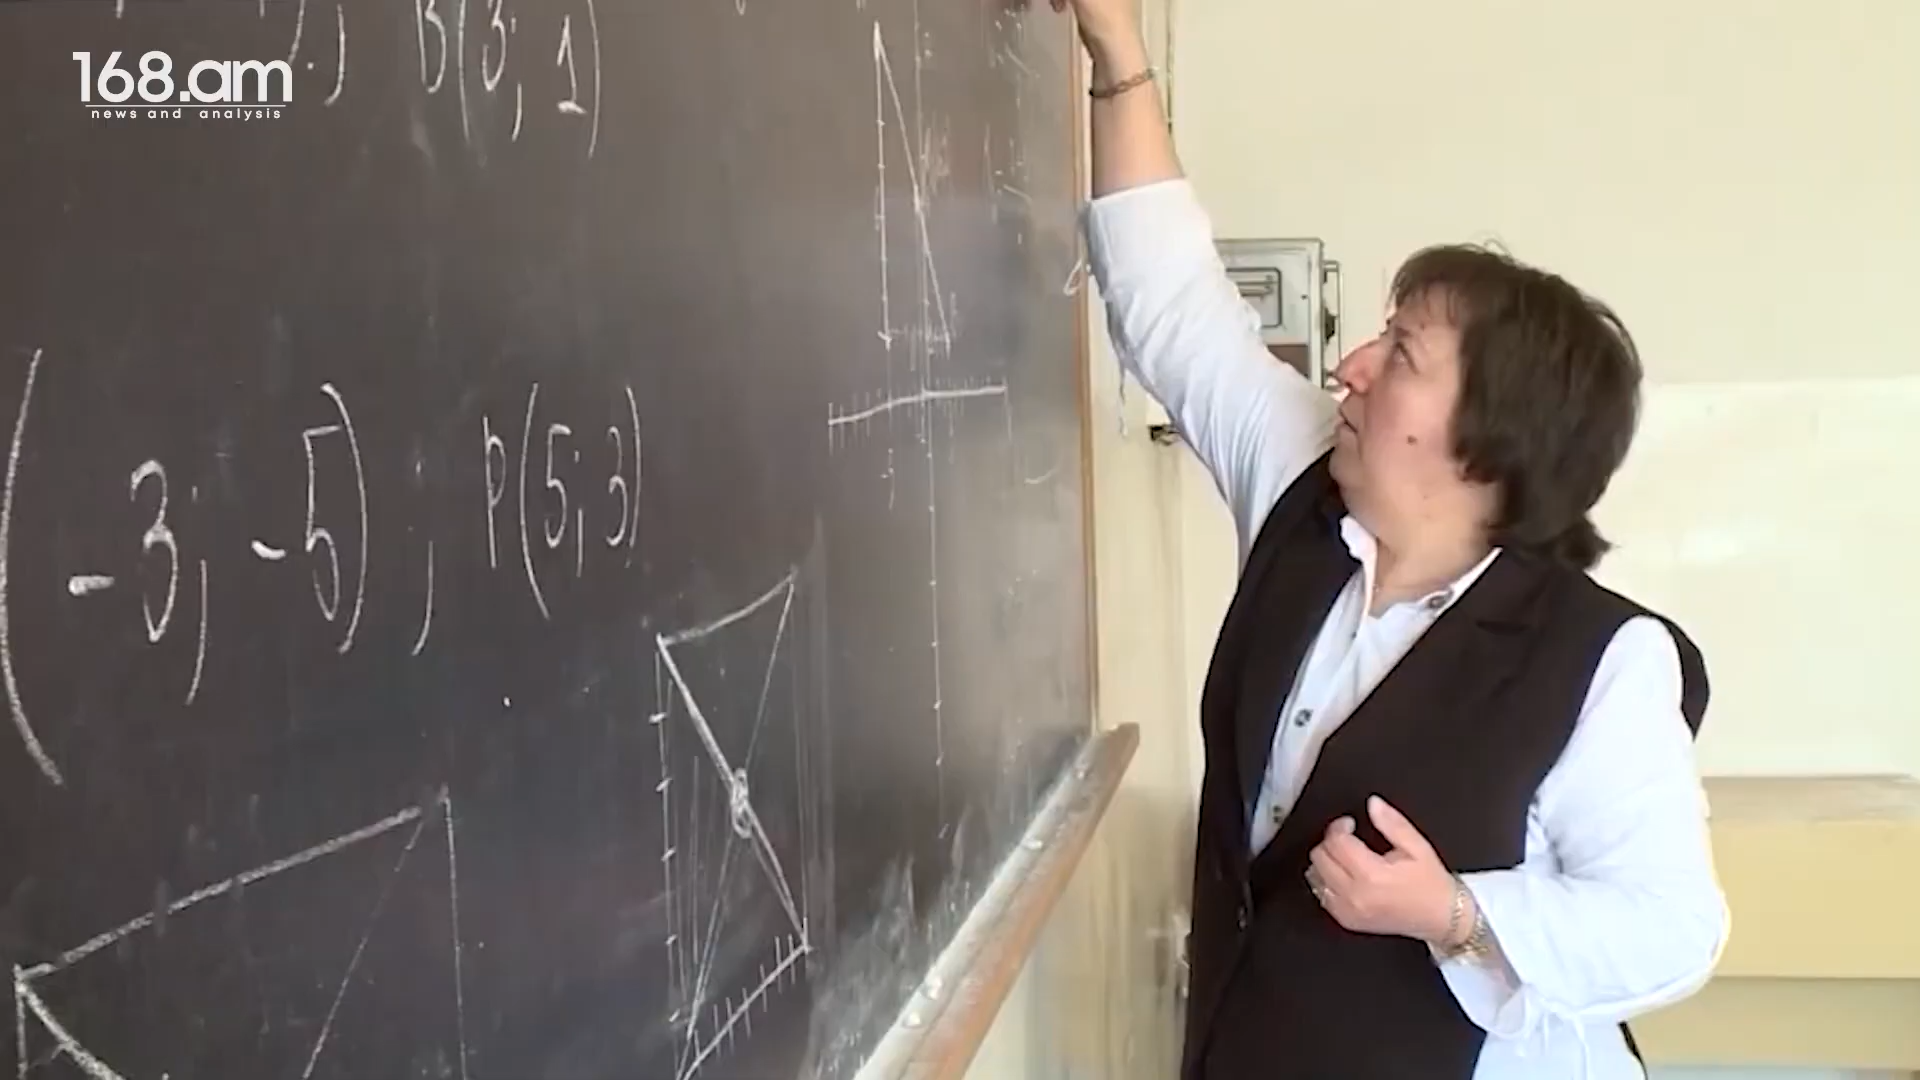 168.am
news and analysis
B(3; 1)
(-3; -5); P(5; 3)